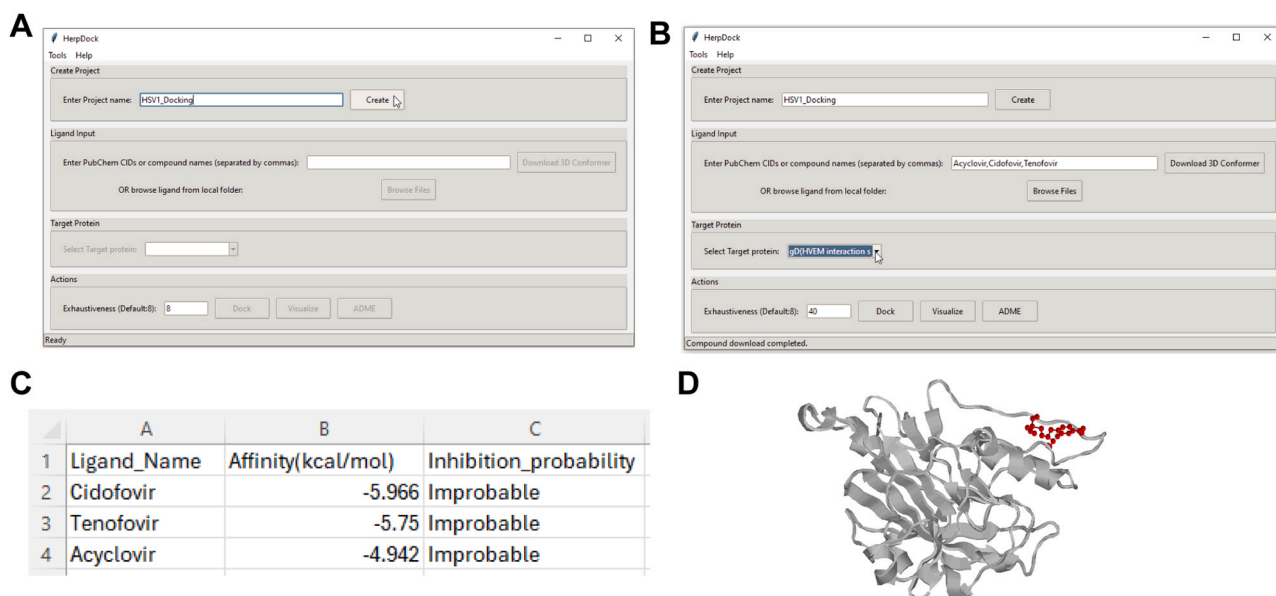 A
HerpDock
Tools Help
Create Project
Enter Project name: HSV1_Docking Create
Ligand Input
Enter PubChem CIDs or compound names (separated by commas): Download 3D Conformer
OR browse ligand from local folder: Browse Files
Target Protein
Select Target protein:
Actions
Exhaustiveness (Default:8): 8 Dock Visualize ADME
Ready
B
HerpDock
Tools Help
Create Project
Enter Project name: HSV1_Docking Create
Ligand Input
Enter PubChem CIDs or compound names (separated by commas): Acyclovir,Cidofovir,Tenofovir Download 3D Conformer
OR browse ligand from local folder: Browse Files
Target Protein
Select Target protein: gD(HVEM interaction s
Actions
Exhaustiveness (Default:8): 40 Dock Visualize ADME
Compound download completed.
C
A B C
1 Ligand_Name Affinity(kcal/mol) Inhibition_probability
2 Cidofovir -5.966 Improbable
3 Tenofovir -5.75 Improbable
4 Acyclovir -4.942 Improbable
D